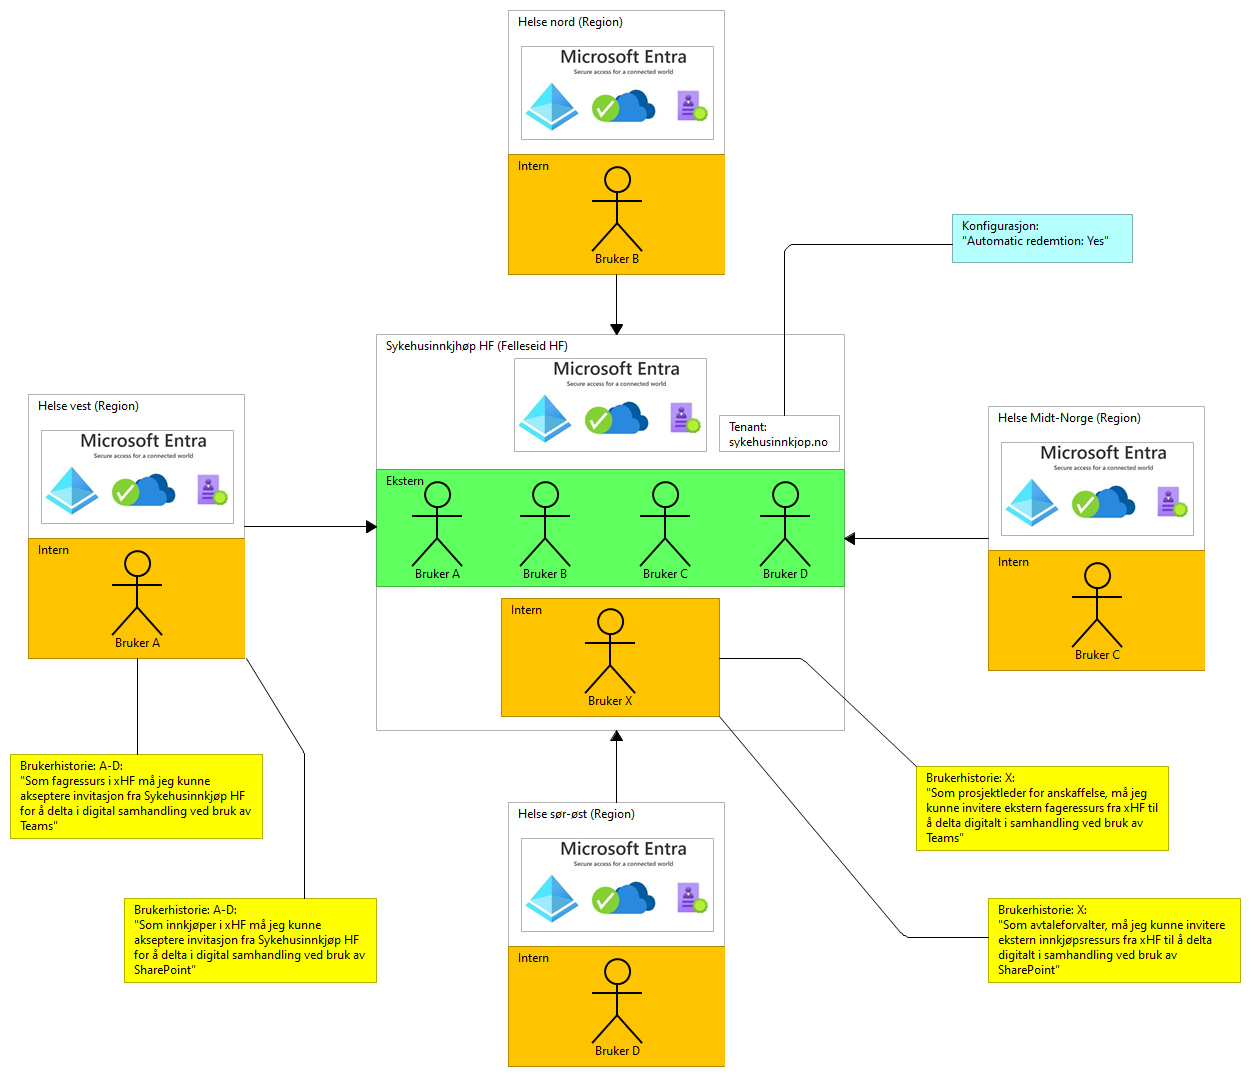 Helse nord (Region)
Microsoft Entra
Secure access for a connected world
Intern
Bruker B
Konfigurasjon:
"Automatic redemtion: Yes"
Sykehusinnkjhøp HF (Felleseid HF)
Microsoft Entra
Secure access for a connected world
Tenant:
sykehusinnkjop.no
Ekstern
Bruker A
Bruker B
Bruker C
Bruker D
Intern
Bruker X
Helse vest (Region)
Microsoft Entra
Secure access for a connected world
Intern
Bruker A
Helse Midt-Norge (Region)
Microsoft Entra
Secure access for a connected world
Intern
Bruker C
Brukerhistorie: A-D:
"Som fagressurs i xHF må jeg kunne
akseptere invitasjon fra Sykehusinnkjøp HF
for å delta i digital samhandling ved bruk av
Teams"
Brukerhistorie: A-D:
"Som innkjøper i xHF må jeg kunne
akseptere invitasjon fra Sykehusinnkjøp HF
for å delta i digital samhandling ved bruk av
SharePoint"
Helse sør-øst (Region)
Microsoft Entra
Secure access for a connected world
Intern
Bruker D
Brukerhistorie: X:
"Som prosjektleder for anskaffelse, må jeg
kunne invitere ekstern fageressurs fra xHF til
å delta digitalt i samhandling ved bruk av
Teams"
Brukerhistorie: X:
"Som avtaleforvalter, må jeg kunne invitere
ekstern innkjøpsressurs fra xHF til å delta
digitalt i samhandling ved bruk av
SharePoint"